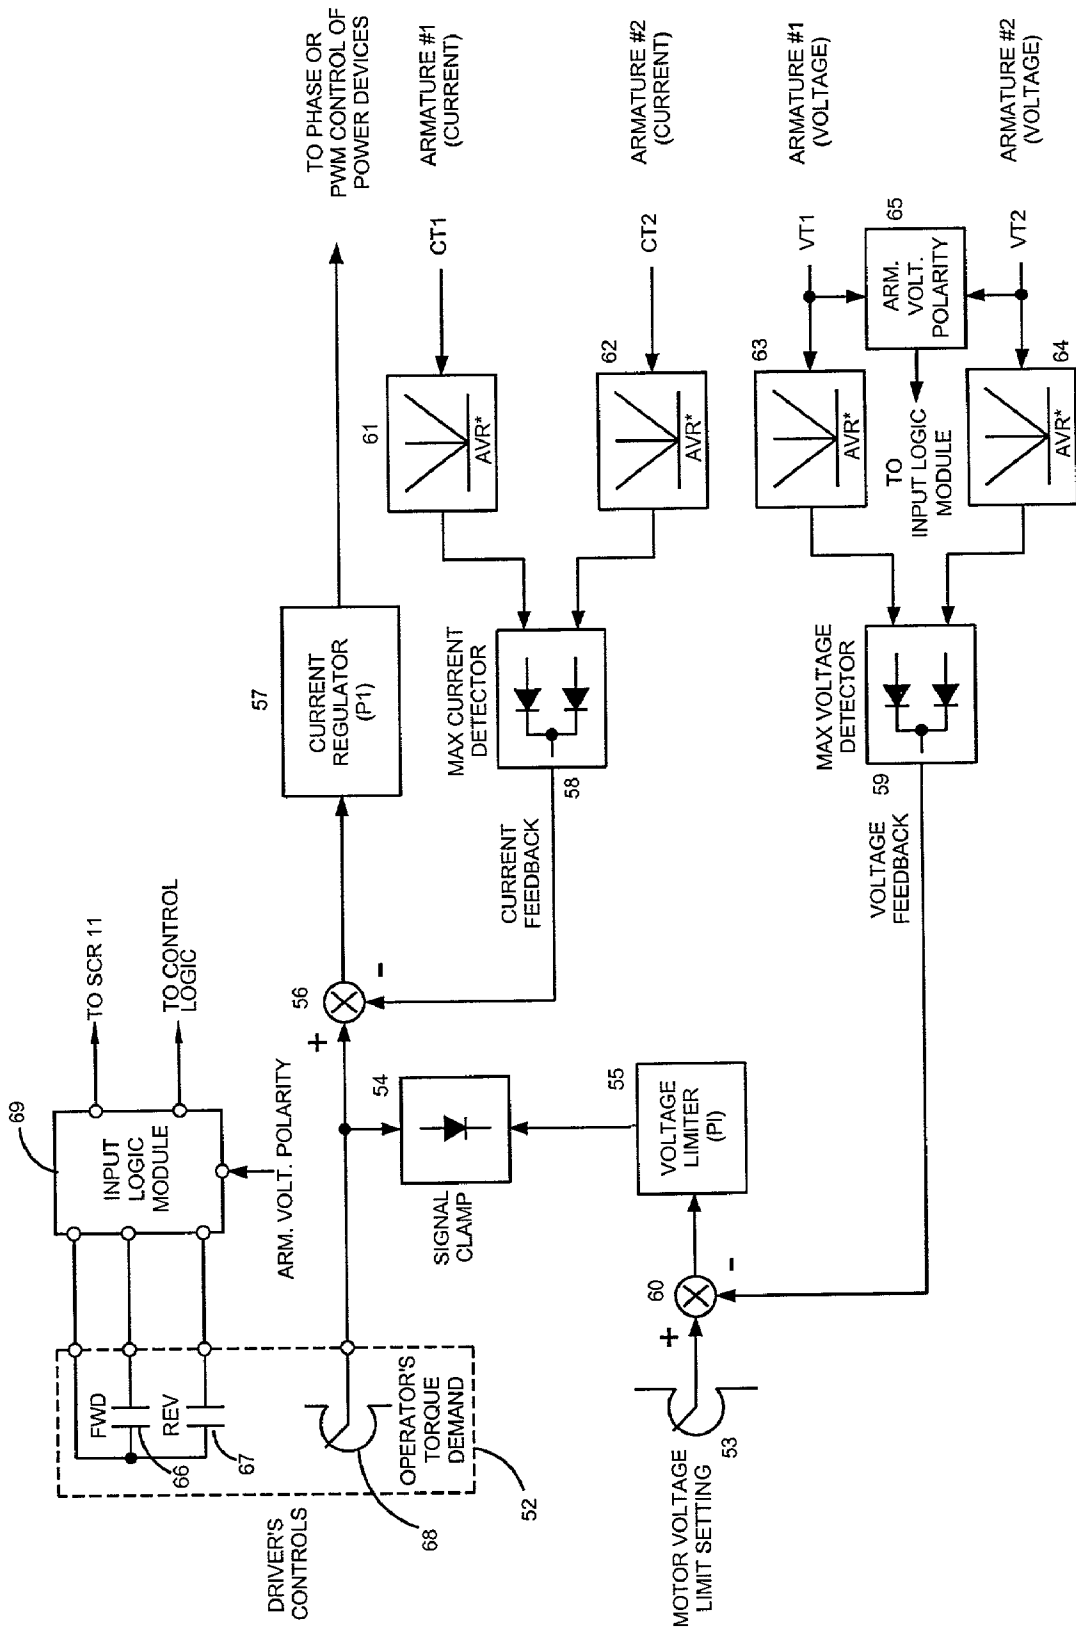 DRIVER'S
CONTROLS
FWD
66
REV
67
OPERATOR'S
TORQUE
DEMAND
68
52
69
INPUT
LOGIC
MODULE
TO SCR 11
TO CONTROL
LOGIC
ARM. VOLT. POLARITY
MOTOR VOLTAGE
LIMIT SETTING
53
60
+
-
VOLTAGE
LIMITER
(PI)
55
SIGNAL
CLAMP
54
56
+
-
57
CURRENT
REGULATOR
(P1)
TO PHASE OR
PWM CONTROL OF
POWER DEVICES
CURRENT
FEEDBACK
MAX CURRENT
DETECTOR
58
61
AVR*
CT1
ARMATURE #1
(CURRENT)
62
AVR*
CT2
ARMATURE #2
(CURRENT)
VOLTAGE
FEEDBACK
MAX VOLTAGE
DETECTOR
59
63
AVR*
VT1
ARMATURE #1
(VOLTAGE)
65
ARM.
VOLT.
POLARITY
TO
INPUT LOGIC
MODULE
64
AVR*
VT2
ARMATURE #2
(VOLTAGE)